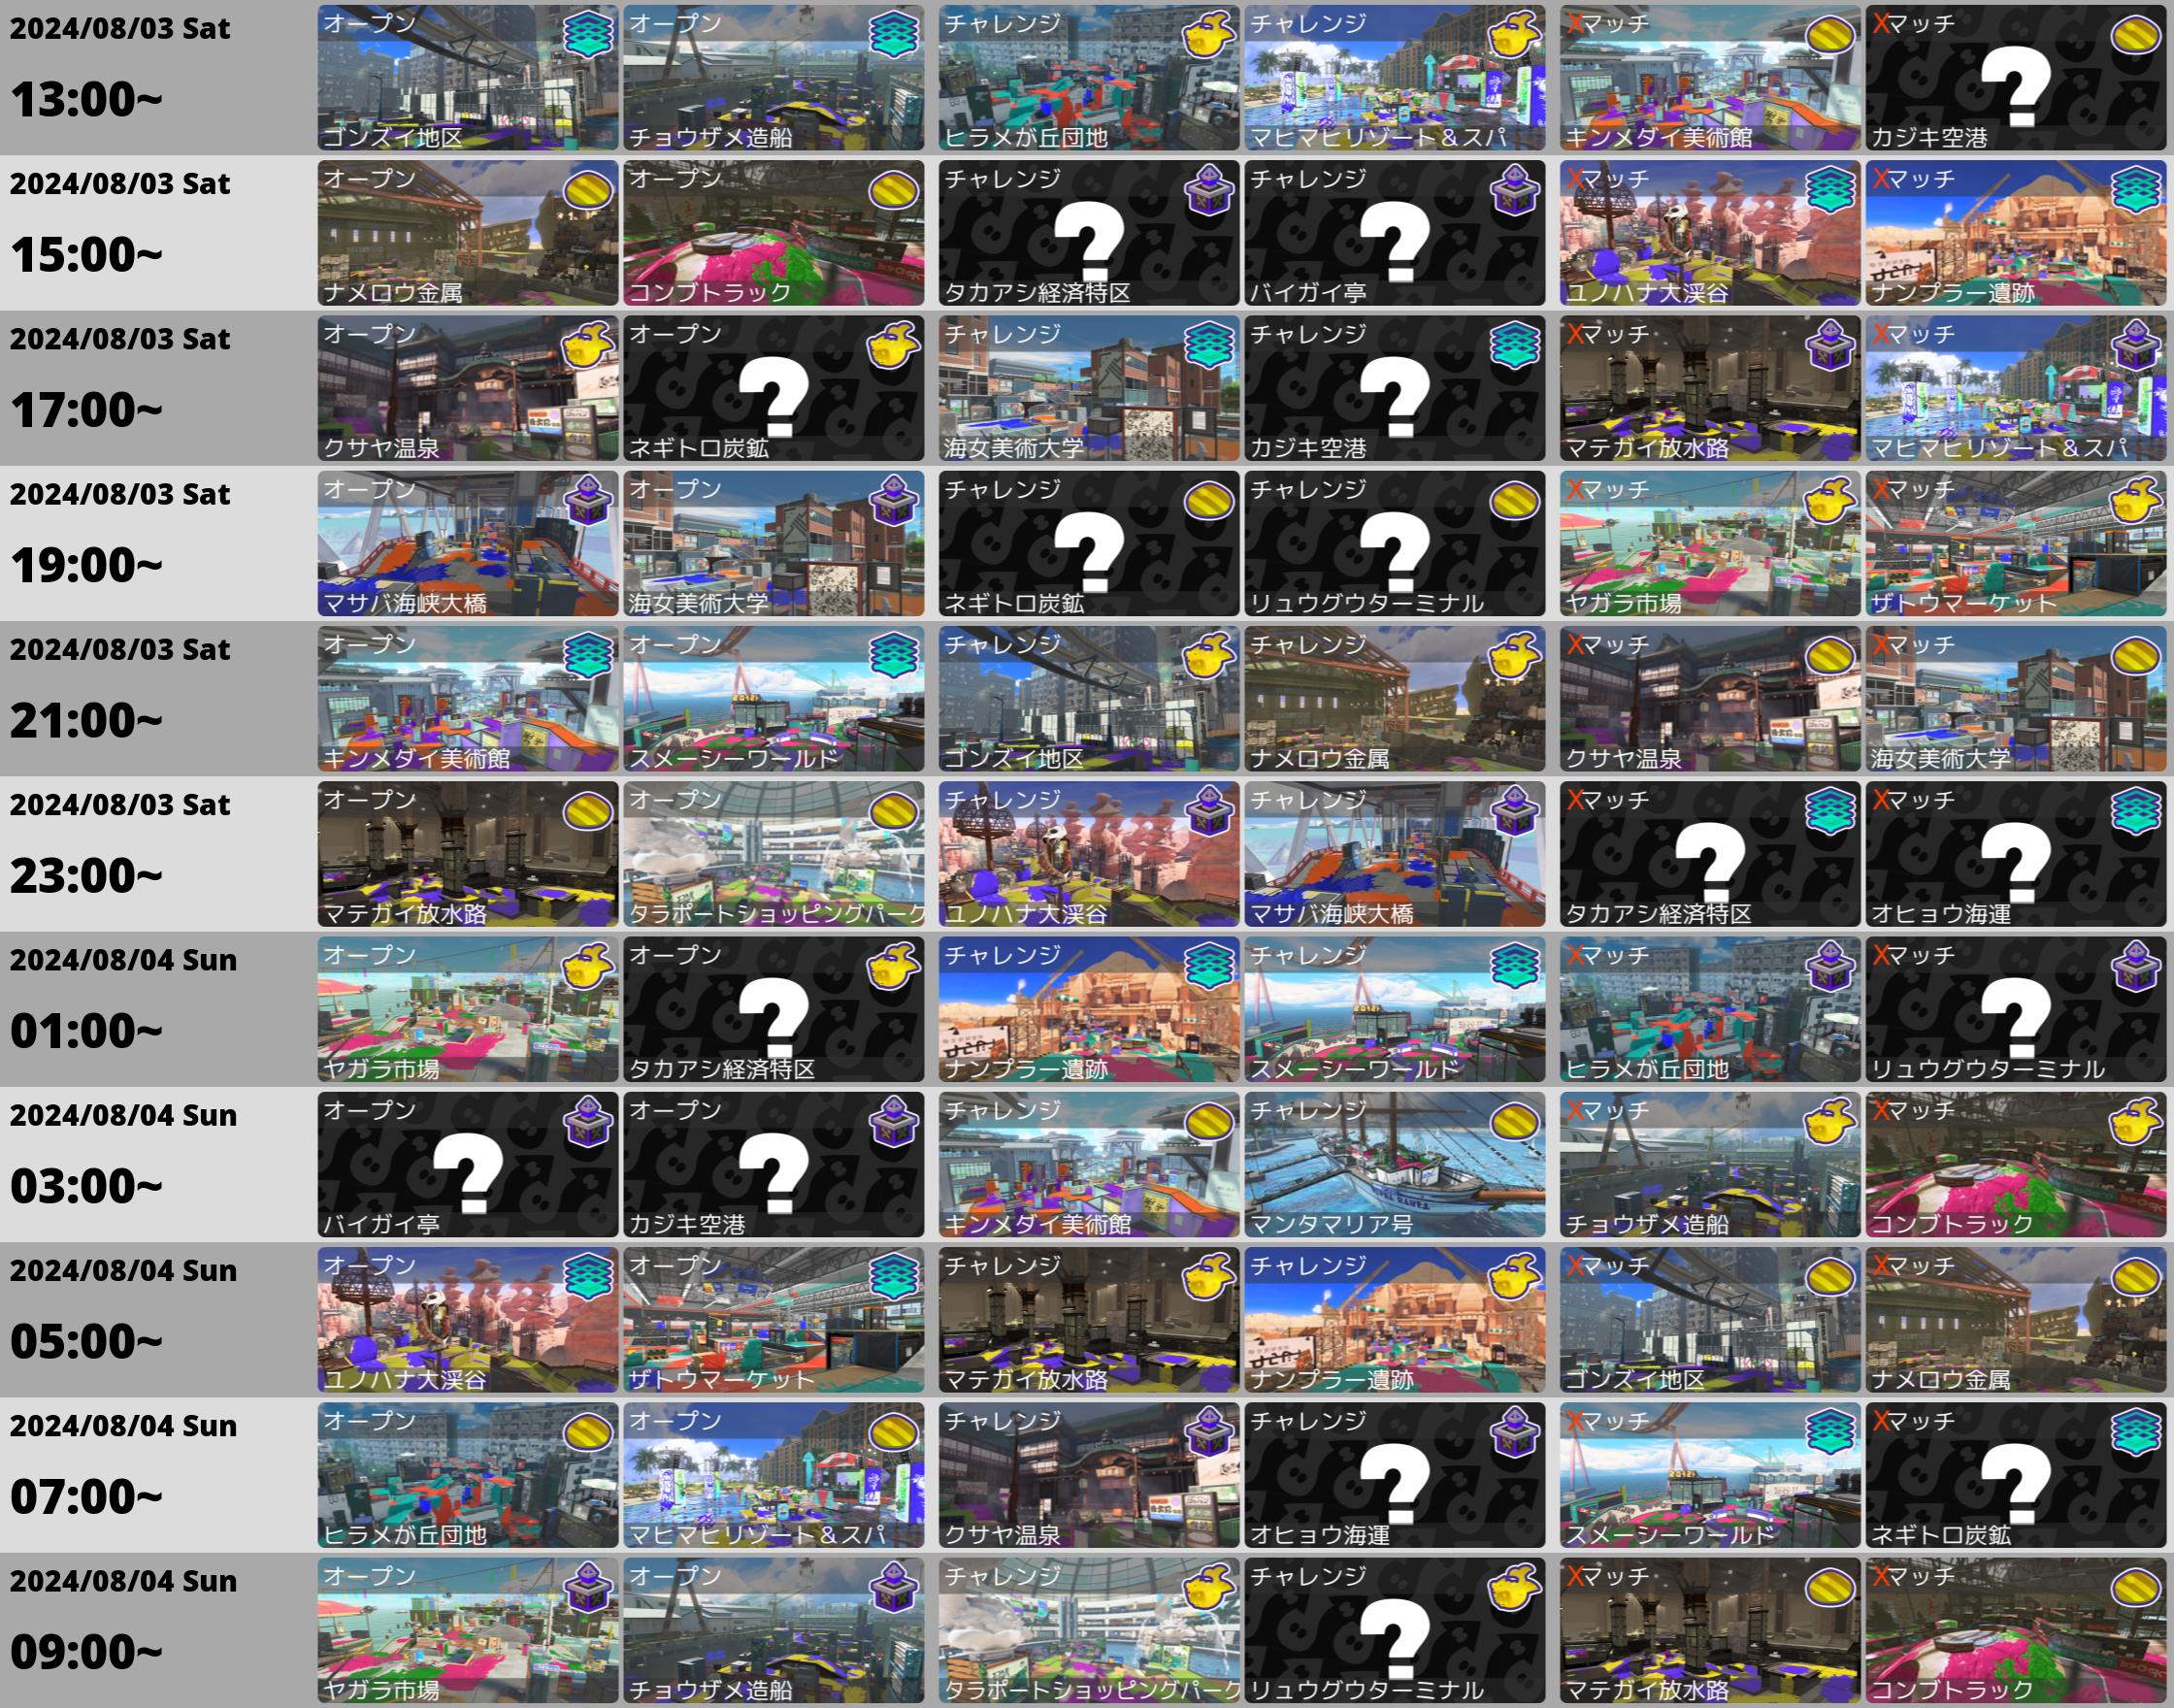 2024/08/03 Sat
13:00~
オープン
ゴンズイ地区
オープン
チョウザメ造船
チャレンジ
ヒラメが丘団地
チャレンジ
マヒマヒリゾート＆スパ
Xマッチ
キンメダイ美術館
Xマッチ
?
カジキ空港
2024/08/03 Sat
15:00~
オープン
ナメロウ金属
オープン
コンブトラック
チャレンジ
?
タカアシ経済特区
チャレンジ
?
バイガイ亭
Xマッチ
ユノハナ大渓谷
Xマッチ
ナンプラー遺跡
2024/08/03 Sat
17:00~
オープン
クサヤ温泉
オープン
?
ネギトロ炭鉱
チャレンジ
海女美術大学
チャレンジ
?
カジキ空港
Xマッチ
マテガイ放水路
Xマッチ
マヒマヒリゾート＆スパ
2024/08/03 Sat
19:00~
オープン
マサバ海峡大橋
オープン
海女美術大学
チャレンジ
?
ネギトロ炭鉱
チャレンジ
?
リュウグウターミナル
Xマッチ
ヤガラ市場
Xマッチ
ザトウマーケット
2024/08/03 Sat
21:00~
オープン
キンメダイ美術館
オープン
スメーシーワールド
チャレンジ
ゴンズイ地区
チャレンジ
ナメロウ金属
Xマッチ
クサヤ温泉
Xマッチ
海女美術大学
2024/08/03 Sat
23:00~
オープン
マテガイ放水路
オープン
タラポートショッピングパーク
チャレンジ
ユノハナ大渓谷
チャレンジ
マサバ海峡大橋
Xマッチ
?
タカアシ経済特区
Xマッチ
?
オヒョウ海運
2024/08/04 Sun
01:00~
オープン
ヤガラ市場
オープン
?
タカアシ経済特区
チャレンジ
ナンプラー遺跡
チャレンジ
スメーシーワールド
Xマッチ
ヒラメが丘団地
Xマッチ
?
リュウグウターミナル
2024/08/04 Sun
03:00~
オープン
?
バイガイ亭
オープン
?
カジキ空港
チャレンジ
キンメダイ美術館
チャレンジ
マンタマリア号
Xマッチ
チョウザメ造船
Xマッチ
コンブトラック
2024/08/04 Sun
05:00~
オープン
ユノハナ大渓谷
オープン
ザトウマーケット
チャレンジ
マテガイ放水路
チャレンジ
ナンプラー遺跡
Xマッチ
ゴンズイ地区
Xマッチ
ナメロウ金属
2024/08/04 Sun
07:00~
オープン
ヒラメが丘団地
オープン
マヒマヒリゾート＆スパ
チャレンジ
クサヤ温泉
チャレンジ
?
オヒョウ海運
Xマッチ
スメーシーワールド
Xマッチ
?
ネギトロ炭鉱
2024/08/04 Sun
09:00~
オープン
ヤガラ市場
オープン
チョウザメ造船
チャレンジ
タラポートショッピングパーク
チャレンジ
?
リュウグウターミナル
Xマッチ
マテガイ放水路
Xマッチ
コンブトラック